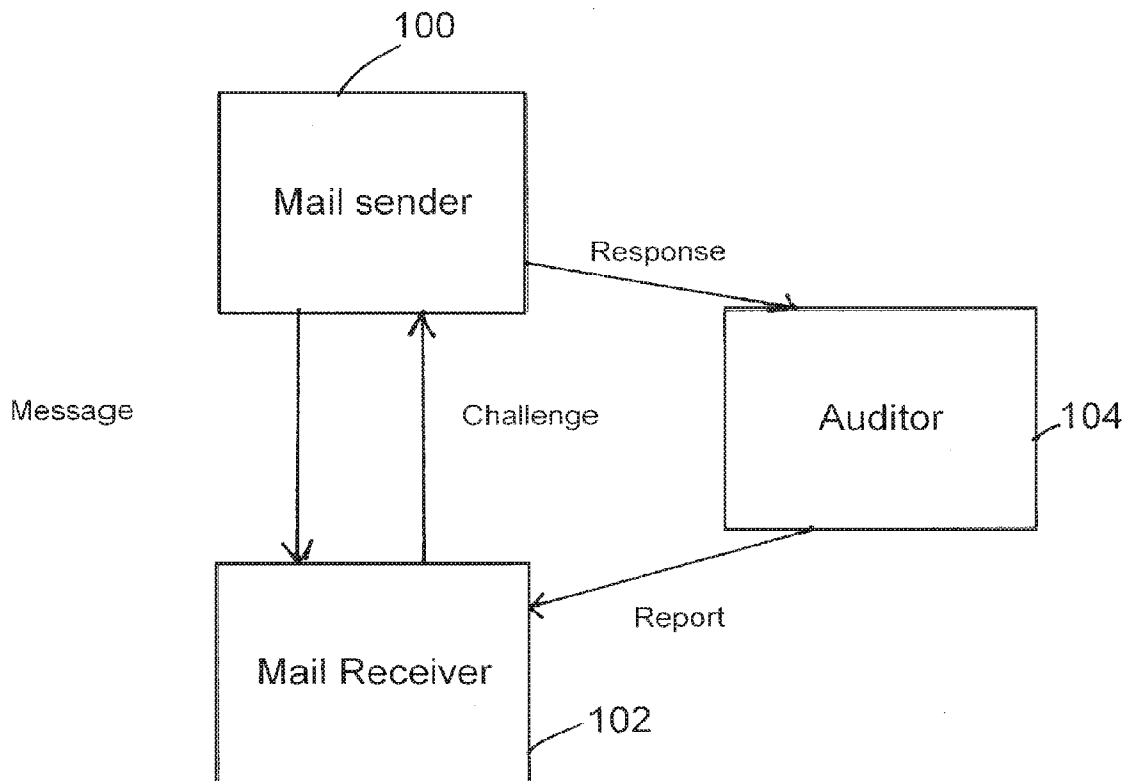 100
Mail sender
Response
Message
Challenge
Auditor
104
Report
Mail Receiver
102